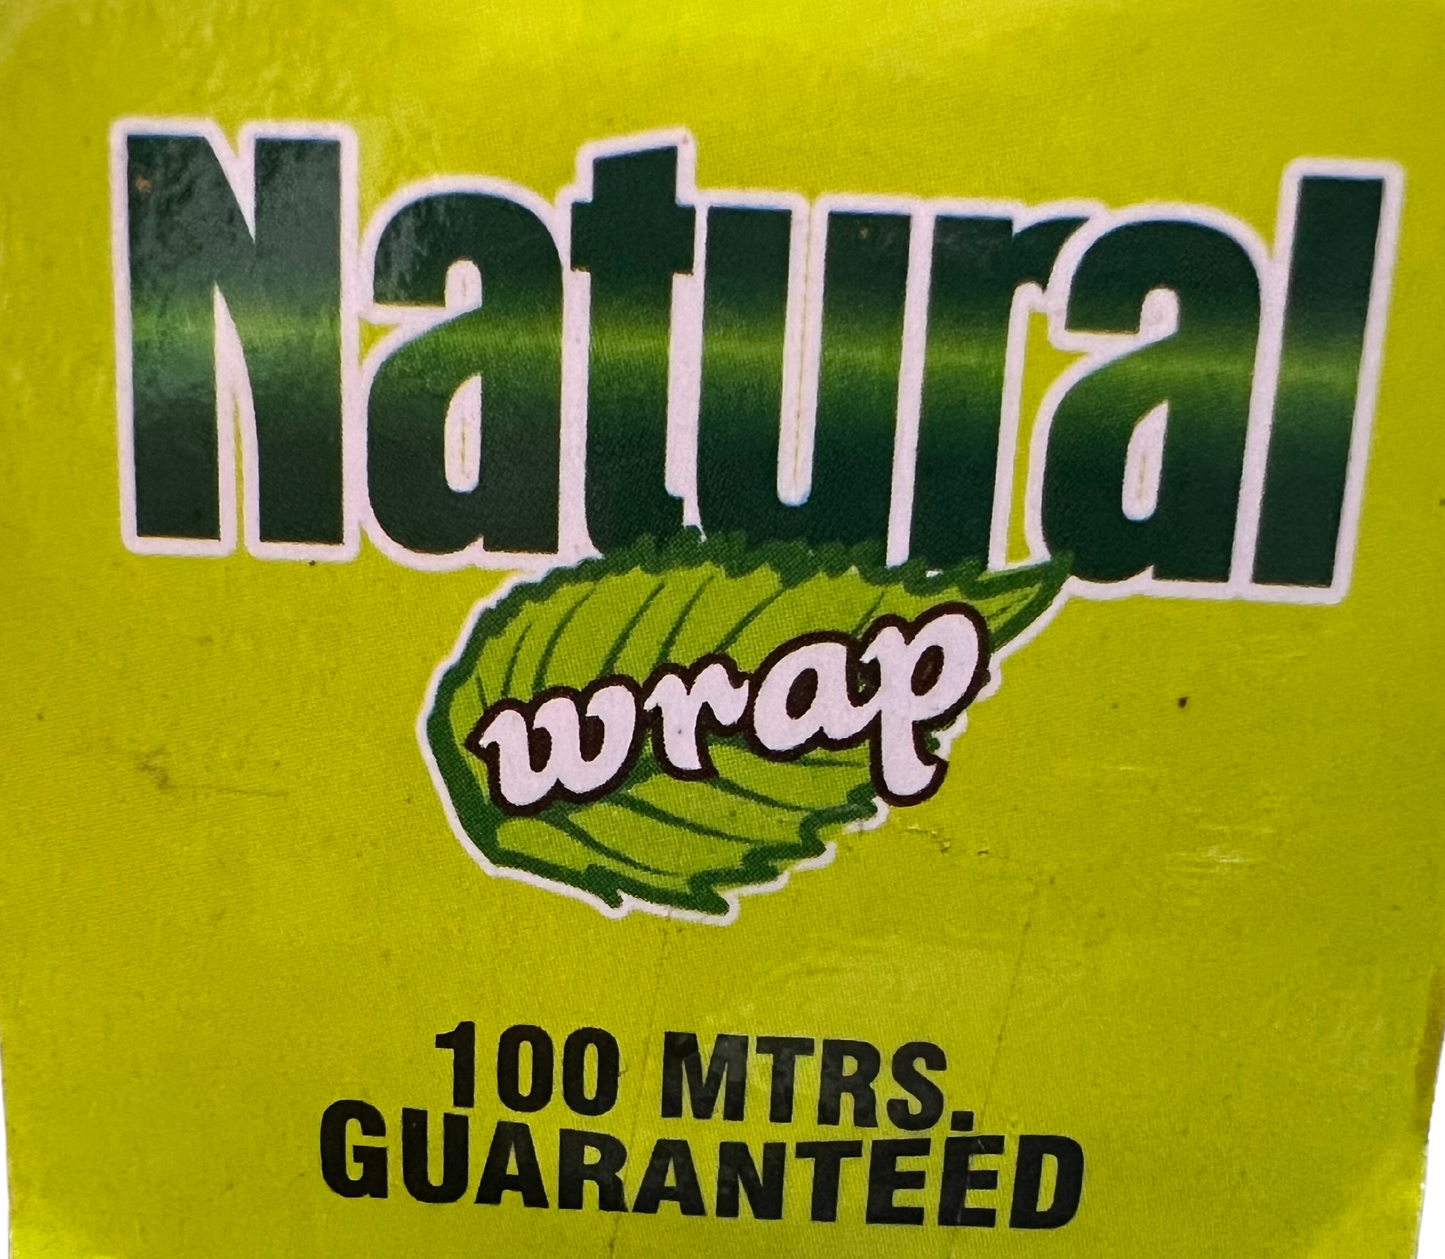 Natural
wrap
100 MTRS.
GUARANTEED